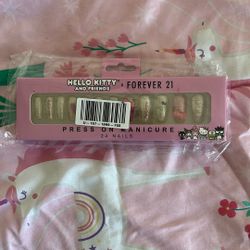 HELLO KITTY
AND FRIENDS
x FOREVER 21
PRESS ON MANICURE
24 NAILS